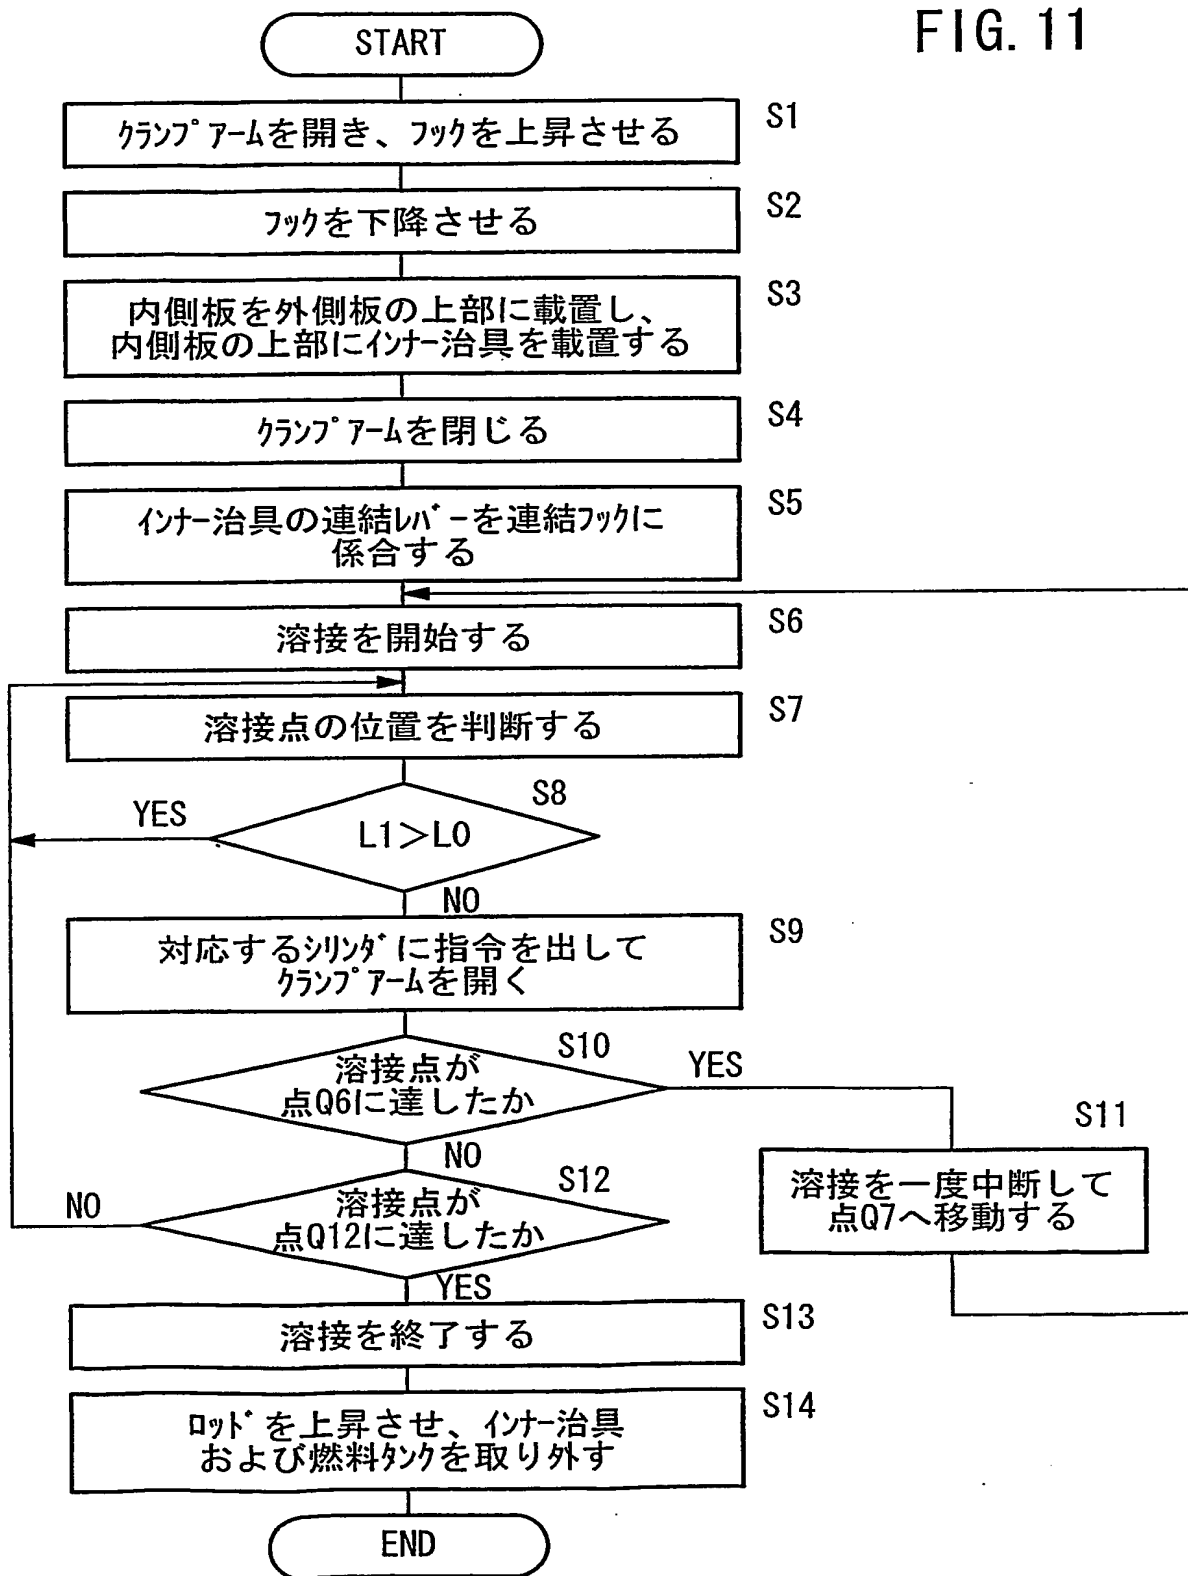 FIG. 11
START
クランプアームを開き、フックを上昇させる
S1
フックを下降させる
S2
内側板を外側板の上部に載置し、
内側板の上部にインナー治具を載置する
S3
クランプアームを閉じる
S4
インナー治具の連結レバーを連結フックに
係合する
S5
溶接を開始する
S6
溶接点の位置を判断する
S7
S8
YES
L1>L0
NO
対応するシリンダに指令を出して
クランプアームを開く
S9
S10
溶接点が
点Q6に達したか
YES
S11
溶接を一度中断して
点Q7へ移動する
NO
S12
溶接点が
点Q12に達したか
NO
YES
溶接を終了する
S13
ロッドを上昇させ、インナー治具
および燃料タンクを取り外す
S14
END